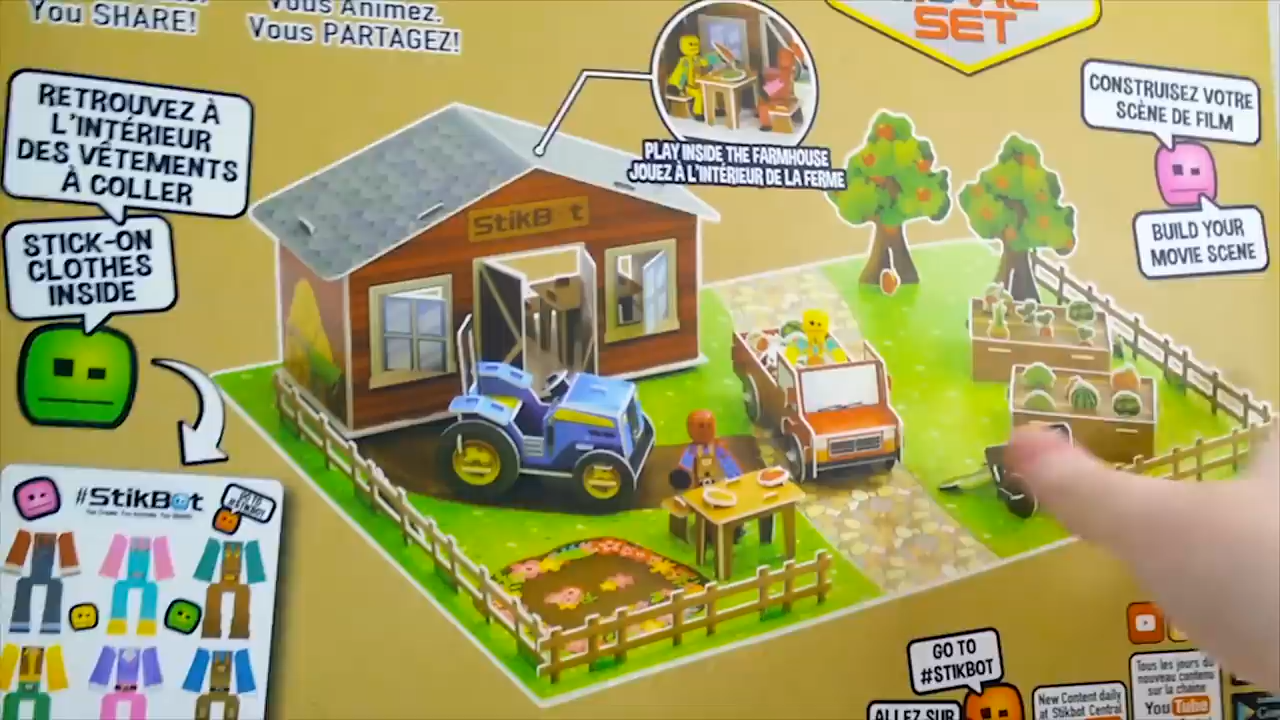 You SHARE!
Vous Animez.
Vous PARTAGEZ!
SET
RETROUVEZ À
L'INTÉRIEUR
DES VÊTEMENTS
À COLLER
STICK-ON
CLOTHES
INSIDE
PLAY INSIDE THE FARMHOUSE
JOUEZ À L'INTÉRIEUR DE LA FERME
CONSTRUISEZ VOTRE
SCÈNE DE FILM
BUILD YOUR
MOVIE SCENE
StikB t
#StikBot
GO TO
#STIKBOT
GO TO
#STIKBOT
ALLEZ SUR
New Content daily
at Stikbot Central
Tous les jours du
nouveau contenu
sur la chaîne
YouTube